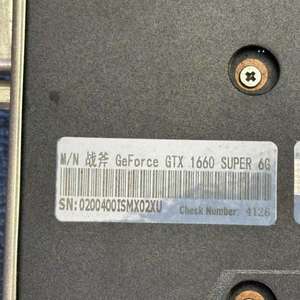 M/N 战斧 GeForce GTX 1660 SUPER 6G
SN:0200400ISMX02XU
Check Number: 4126